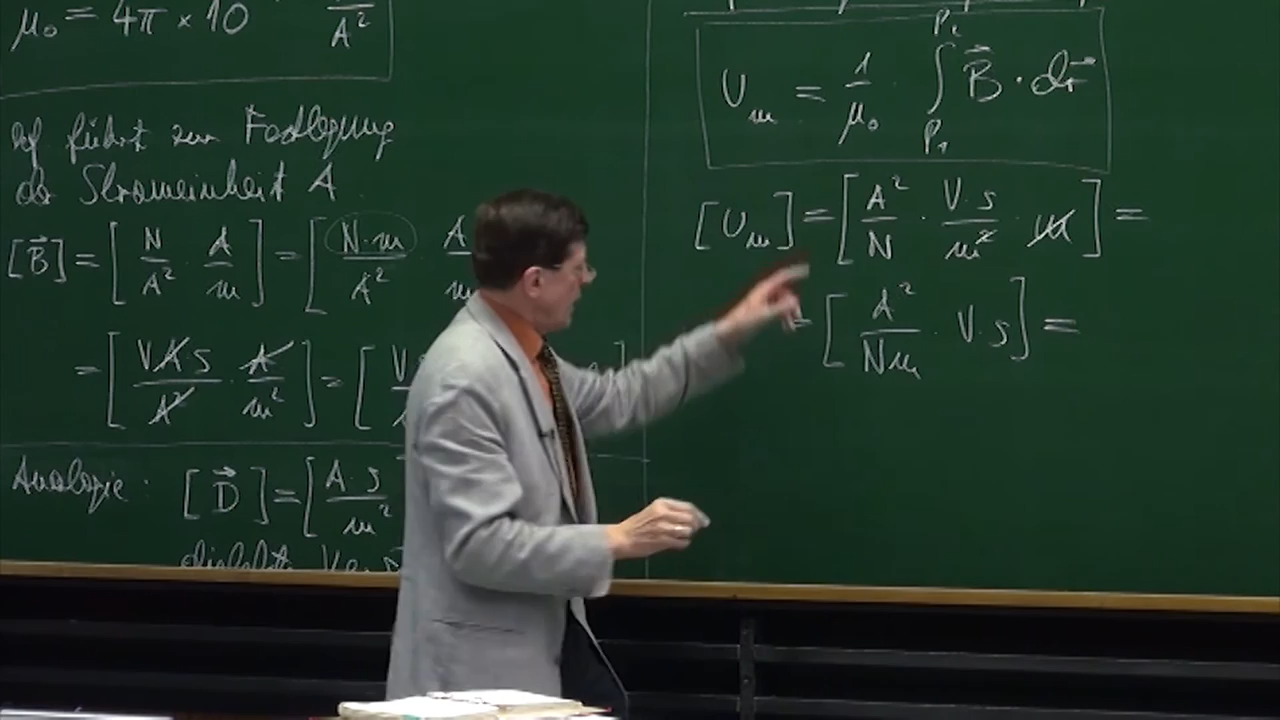 μ₀ = 4π × 10 / A²
führt zur Festlegung
der Stromeinheit A
[B⃗] = [N/A² · A/m] = [N·m/A² · A/m
= [VAs/A² · A/m²] = [V
Analogie: [D⃗] = [A·s/m²
U_m = 1/μ₀ · ∫_{P₁}^{P₂} B⃗ · dr⃗
[U_m] = [A²/N · V·s/m² · m] =
= [A²/Nm · V·s] =